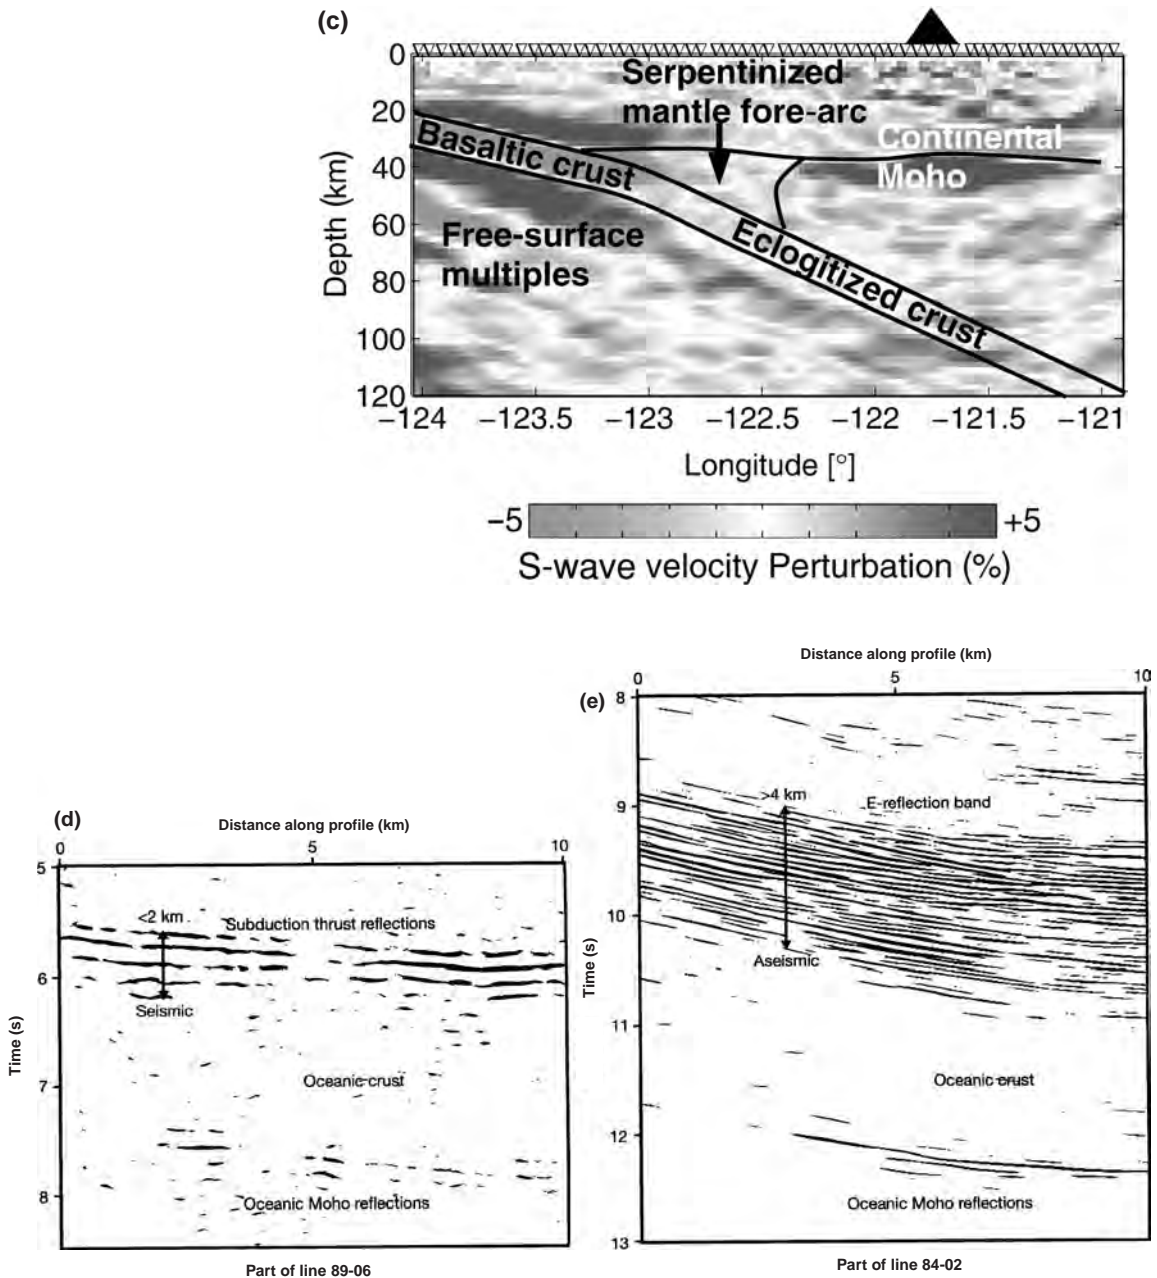 (c)
0
20
40
60
80
100
120
Depth (km)
Serpentinized
mantle fore-arc
Continental
Moho
Basaltic crust
Free-surface
multiples
Eclogitized crust
−124
−123.5
−123
−122.5
−122
−121.5
−121
Longitude [°]
−5
+5
S-wave velocity Perturbation (%)
(d)
Distance along profile (km)
0
5
10
5
6
7
8
Time (s)
<2 km
Subduction thrust reflections
Seismic
Oceanic crust
Oceanic Moho reflections
Part of line 89-06
(e)
Distance along profile (km)
0
5
10
8
9
10
11
12
13
Time (s)
>4 km
E-reflection band
Aseismic
Oceanic crust
Oceanic Moho reflections
Part of line 84-02